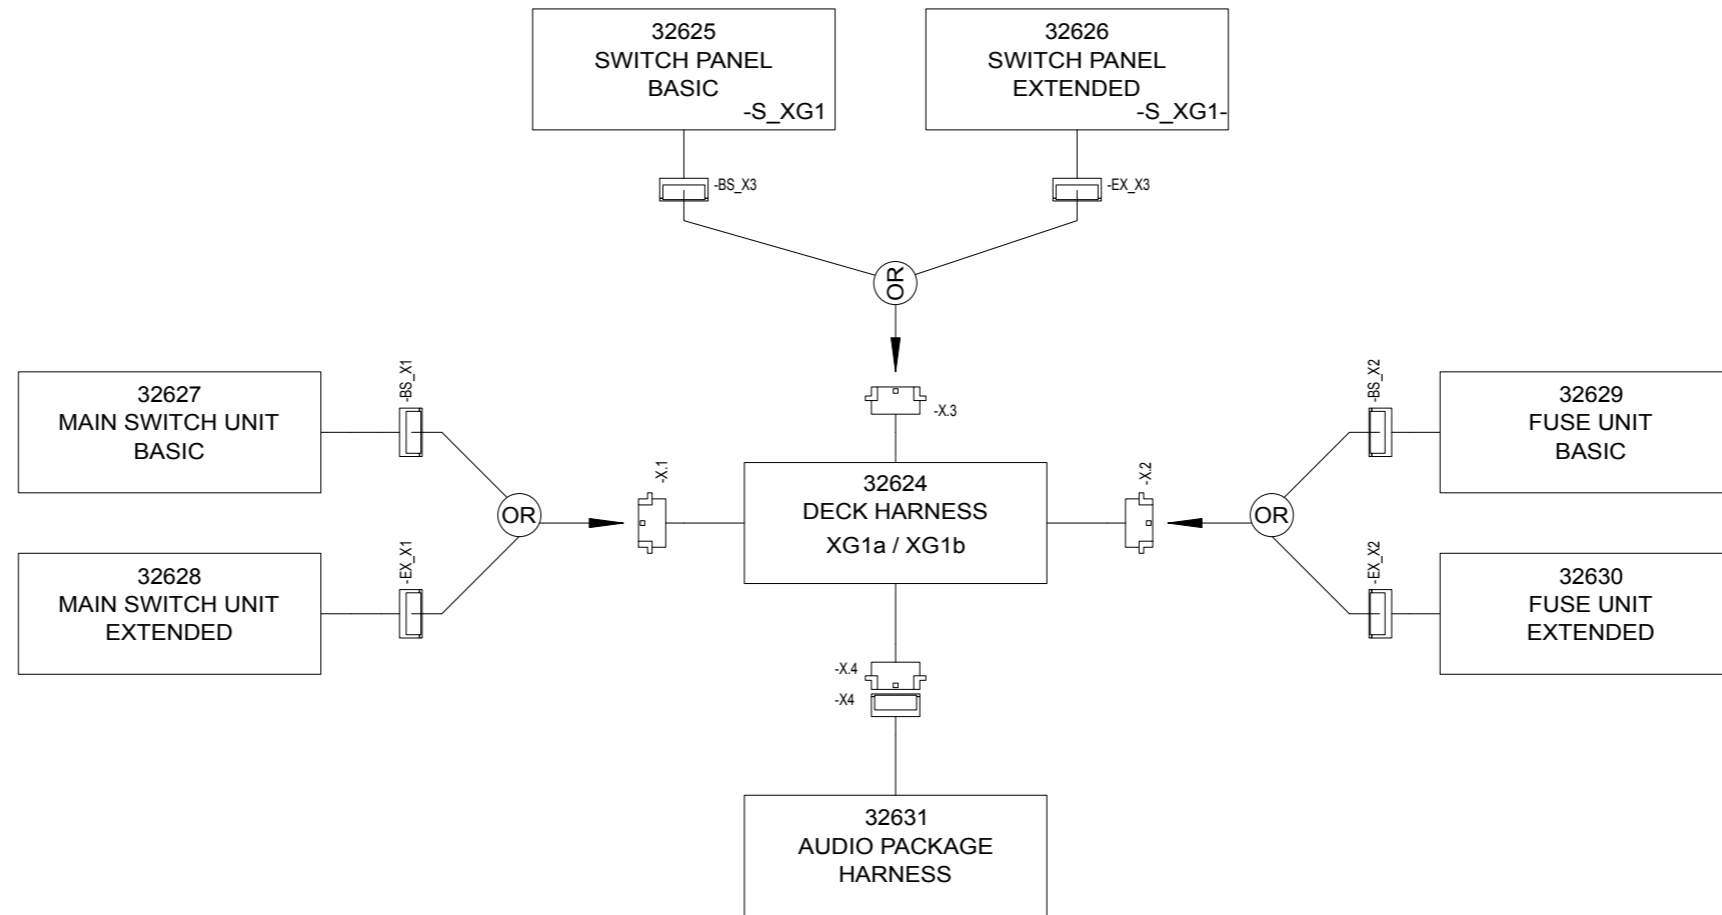 32625
SWITCH PANEL
BASIC
-S_XG1
32626
SWITCH PANEL
EXTENDED
-S_XG1-
-BS_X3
-EX_X3
OR
-X.3
32627
MAIN SWITCH UNIT
BASIC
-BS_X1
32628
MAIN SWITCH UNIT
EXTENDED
-EX_X1
OR
-X.1
32624
DECK HARNESS
XG1a / XG1b
-X.2
OR
-BS_X2
32629
FUSE UNIT
BASIC
-EX_X2
32630
FUSE UNIT
EXTENDED
-X.4
-X4
32631
AUDIO PACKAGE
HARNESS